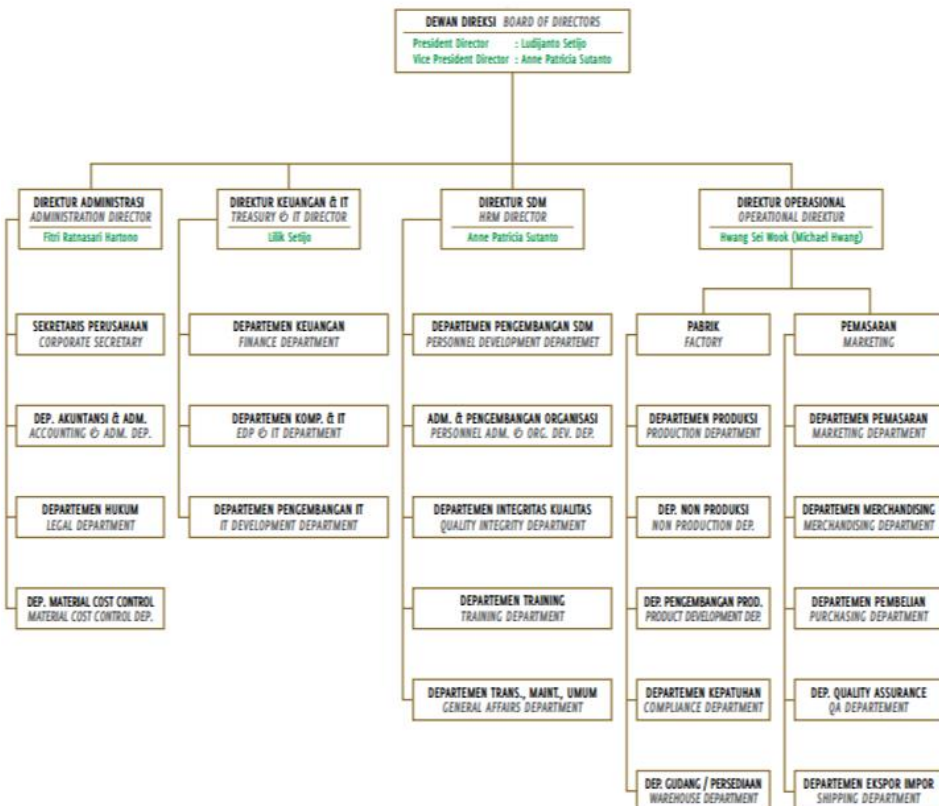 DEWAN DIREKSI BOARD OF DIRECTORS
President Director : Ludijanto Setijo
Vice President Director : Anne Patricia Sutanto
DIREKTUR ADMINISTRASI
ADMINISTRATION DIRECTOR
Fitri Ratnasari Hartono
DIREKTUR KEUANGAN & IT
TREASURY & IT DIRECTOR
Lilik Setijo
DIREKTUR SDM
HRM DIRECTOR
Anne Patricia Sutanto
DIREKTUR OPERASIONAL
OPERATIONAL DIREKTUR
Hwang Sei Wook (Michael Hwang)
SEKRETARIS PERUSAHAAN
CORPORATE SECRETARY
DEPARTEMEN KEUANGAN
FINANCE DEPARTMENT
DEPARTEMEN PENGEMBANGAN SDM
PERSONNEL DEVELOPMENT DEPARTEMET
PABRIK
FACTORY
PEMASARAN
MARKETING
DEP. AKUNTANSI & ADM.
ACCOUNTING & ADM. DEP.
DEPARTEMEN KOMP. & IT
EDP & IT DEPARTMENT
ADM. & PENGEMBANGAN ORGANISASI
PERSONNEL ADM. & ORG. DEV. DEP.
DEPARTEMEN PRODUKSI
PRODUCTION DEPARTMENT
DEPARTEMEN PEMASARAN
MARKETING DEPARTMENT
DEPARTEMEN HUKUM
LEGAL DEPARTMENT
DEPARTEMEN PENGEMBANGAN IT
IT DEVELOPMENT DEPARTMENT
DEPARTEMEN INTEGRITAS KUALITAS
QUALITY INTEGRITY DEPARTMENT
DEP. NON PRODUKSI
NON PRODUCTION DEP.
DEPARTEMEN MERCHANDISING
MERCHANDISING DEPARTMENT
DEP. MATERIAL COST CONTROL
MATERIAL COST CONTROL DEP.
DEPARTEMEN TRAINING
TRAINING DEPARTMENT
DEP. PENGEMBANGAN PROD.
PRODUCT DEVELOPMENT DEP.
DEPARTEMEN PEMBELIAN
PURCHASING DEPARTMENT
DEPARTEMEN TRANS., MAINT., UMUM
GENERAL AFFAIRS DEPARTMENT
DEPARTEMEN KEPATUHAN
COMPLIANCE DEPARTMENT
DEP. QUALITY ASSURANCE
QA DEPARTEMENT
DEP. GUDANG / PERSEDIAAN
WAREHOUSE DEPARTMENT
DEPARTEMEN EKSPOR IMPOR
SHIPPING DEPARTMENT